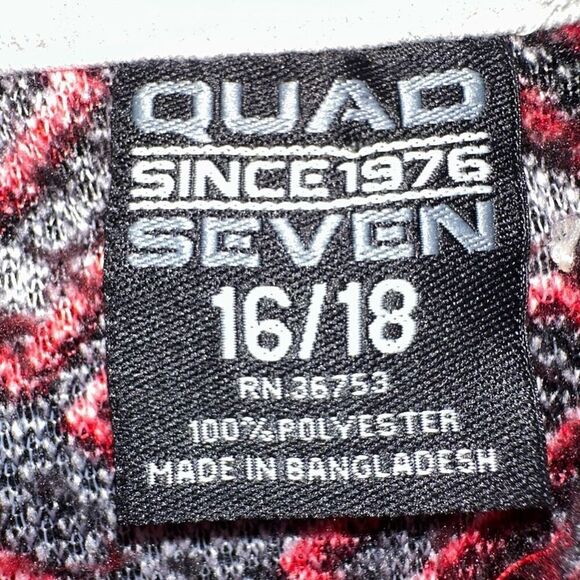 QUAD
SINCE 1976
SEVEN
16/18
RN 36753
100% POLYESTER
MADE IN BANGLADESH